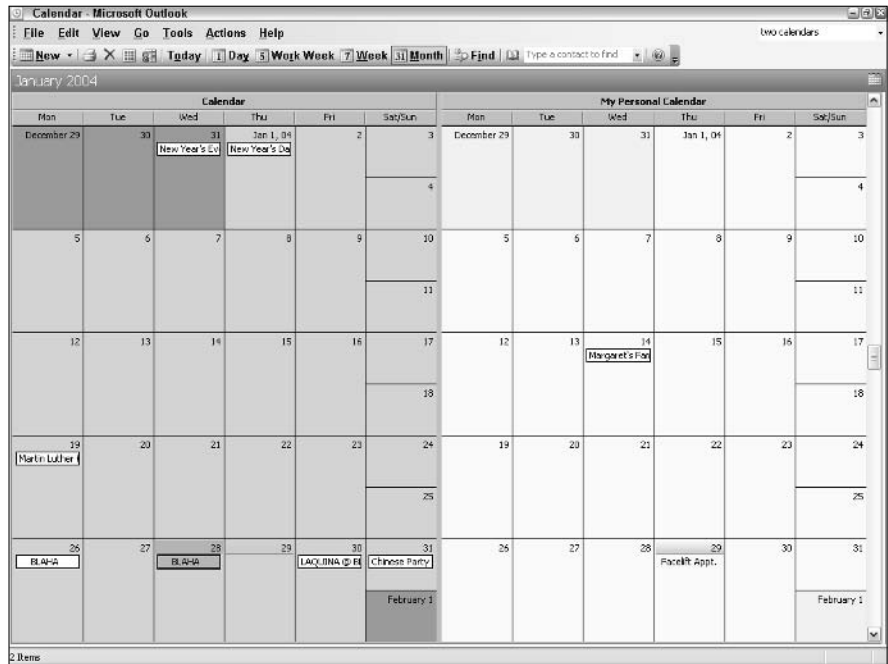 Calendar - Microsoft Outlook
File Edit View Go Tools Actions Help
two calendars
New Today 1 Day 5 Work Week 7 Week 31 Month Find Type a contact to find
January 2004
Calendar My Personal Calendar
Mon Tue Wed Thu Fri Sat/Sun Mon Tue Wed Thu Fri Sat/Sun
December 29 30 31 Jan 1, 04 2 3 December 29 30 31 Jan 1, 04 2 3
New Year's Ev New Year's Da
4 4
5 6 7 8 9 10 5 6 7 8 9 10
11 11
12 13 14 15 16 17 12 13 14 15 16 17
Margaret's
18 18
19 20 21 22 23 24 19 20 21 22 23 24
Martin Luther
25 25
26 27 28 29 30 31 26 27 28 29 30 31
BLAHA BLAHA LAQUINA @ Chinese Party Facelift Appt.
February 1 February 1
2 Items